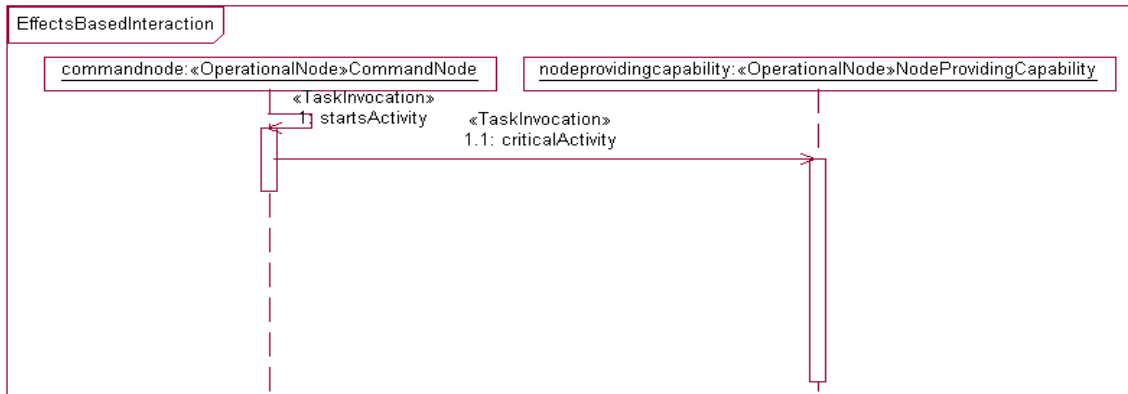 EffectsBasedInteraction
commandnode:«OperationalNode»CommandNode
nodeprovidingcapability:«OperationalNode»NodeProvidingCapability
«TaskInvocation»
1: startsActivity
«TaskInvocation»
1.1: criticalActivity